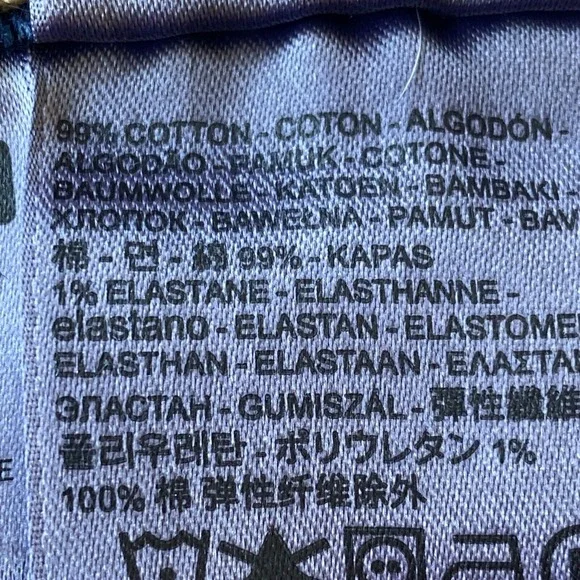 99% COTTON - COTON - ALGODÓN -
ALGODÃO - PAMUK - COTONE -
BAUMWOLLE - KATOEN - BAMBAKI -
ХЛОПОК - BAWEŁNA - PAMUT - BAV
棉 - 면 - 綿 99% - KAPAS
1% ELASTANE - ELASTHANNE -
elastano - ELASTAN - ELASTOME
ELASTHAN - ELASTAAN - ΕΛΑΣΤΑ
ЭЛАСТАН - GUMISZÁL - 彈性纖維
폴리우레탄 - ポリウレタン 1%
100% 棉 弹性纤维除外
E